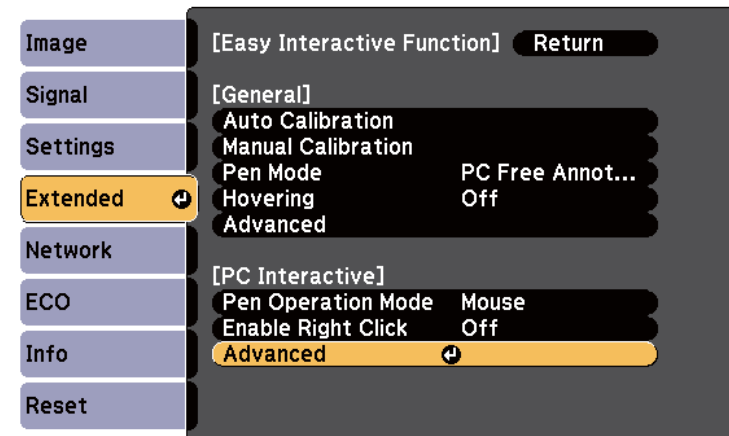 Image
Signal
Settings
Extended
Network
ECO
Info
Reset
[Easy Interactive Function] Return
[General]
Auto Calibration
Manual Calibration
Pen Mode PC Free Annot...
Hovering Off
Advanced
[PC Interactive]
Pen Operation Mode Mouse
Enable Right Click Off
Advanced